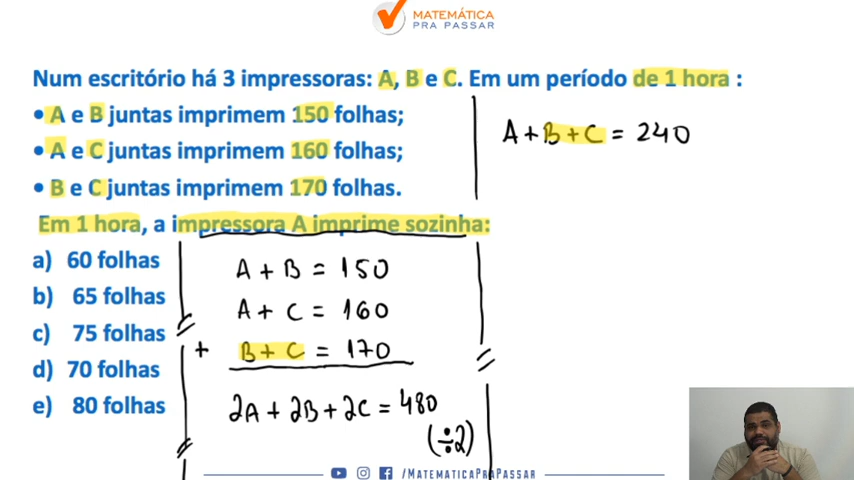 MATEMÁTICA
PRA PASSAR
Num escritório há 3 impressoras: A, B e C. Em um período de 1 hora :
• A e B juntas imprimem 150 folhas;
• A e C juntas imprimem 160 folhas;
• B e C juntas imprimem 170 folhas.
Em 1 hora, a impressora A imprime sozinha:
a) 60 folhas
b) 65 folhas
c) 75 folhas
d) 70 folhas
e) 80 folhas
A + B = 150
A + C = 160
+ B + C = 170
2A + 2B + 2C = 480
(÷2)
A + B + C = 240
/MATEMATICAPRAPASSAR